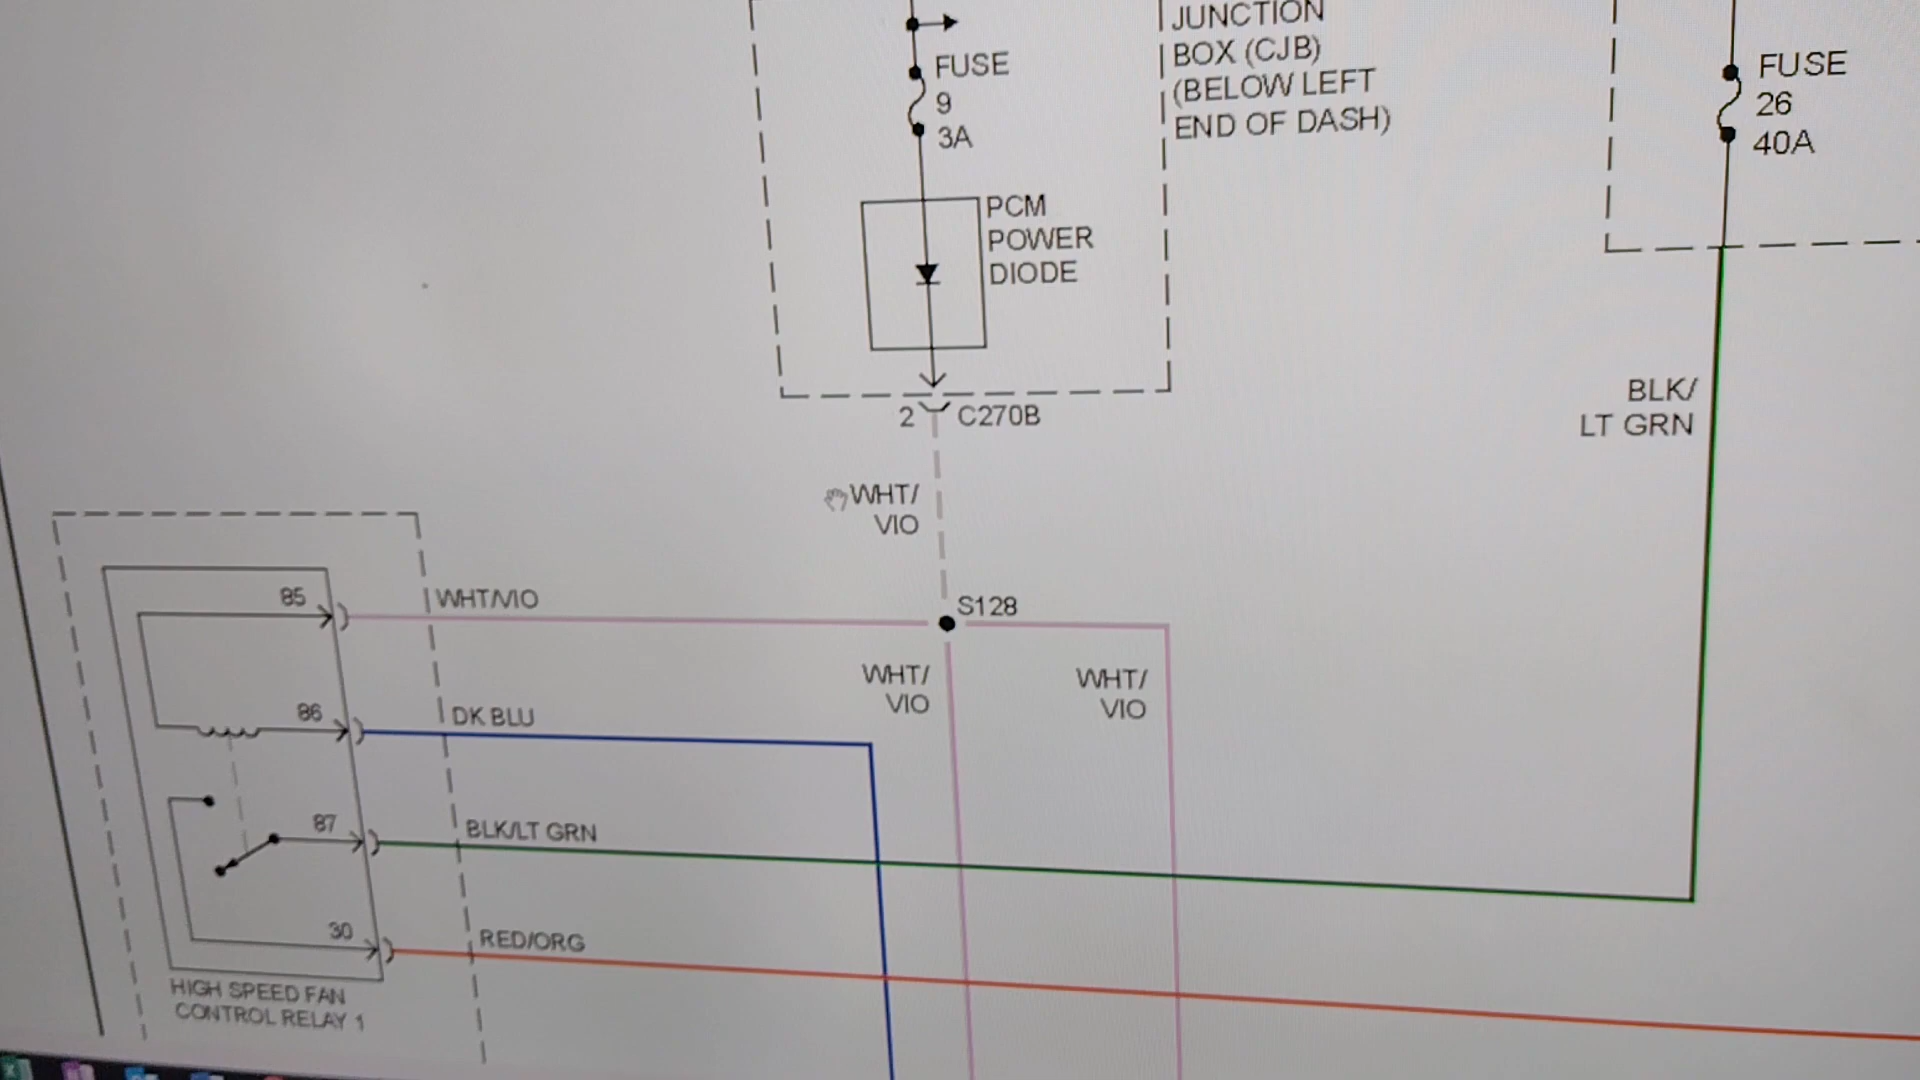 JUNCTION
BOX (CJB)
(BELOW LEFT
END OF DASH)
FUSE
9
3A
FUSE
26
40A
PCM
POWER
DIODE
2
C270B
BLK/
LT GRN
WHT/
VIO
85
WHT/VIO
S128
WHT/
VIO
WHT/
VIO
86
DK BLU
87
BLK/LT GRN
30
RED/ORG
HIGH SPEED FAN
CONTROL RELAY 1